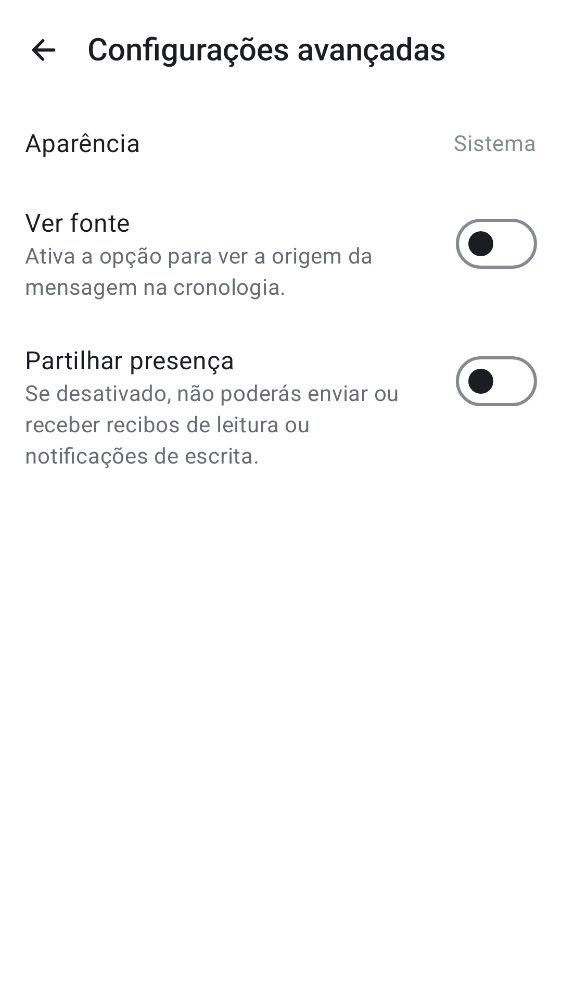 Configurações avançadas
Aparência
Sistema
Ver fonte
Ativa a opção para ver a origem da
mensagem na cronologia.
Partilhar presença
Se desativado, não poderás enviar ou
receber recibos de leitura ou
notificações de escrita.